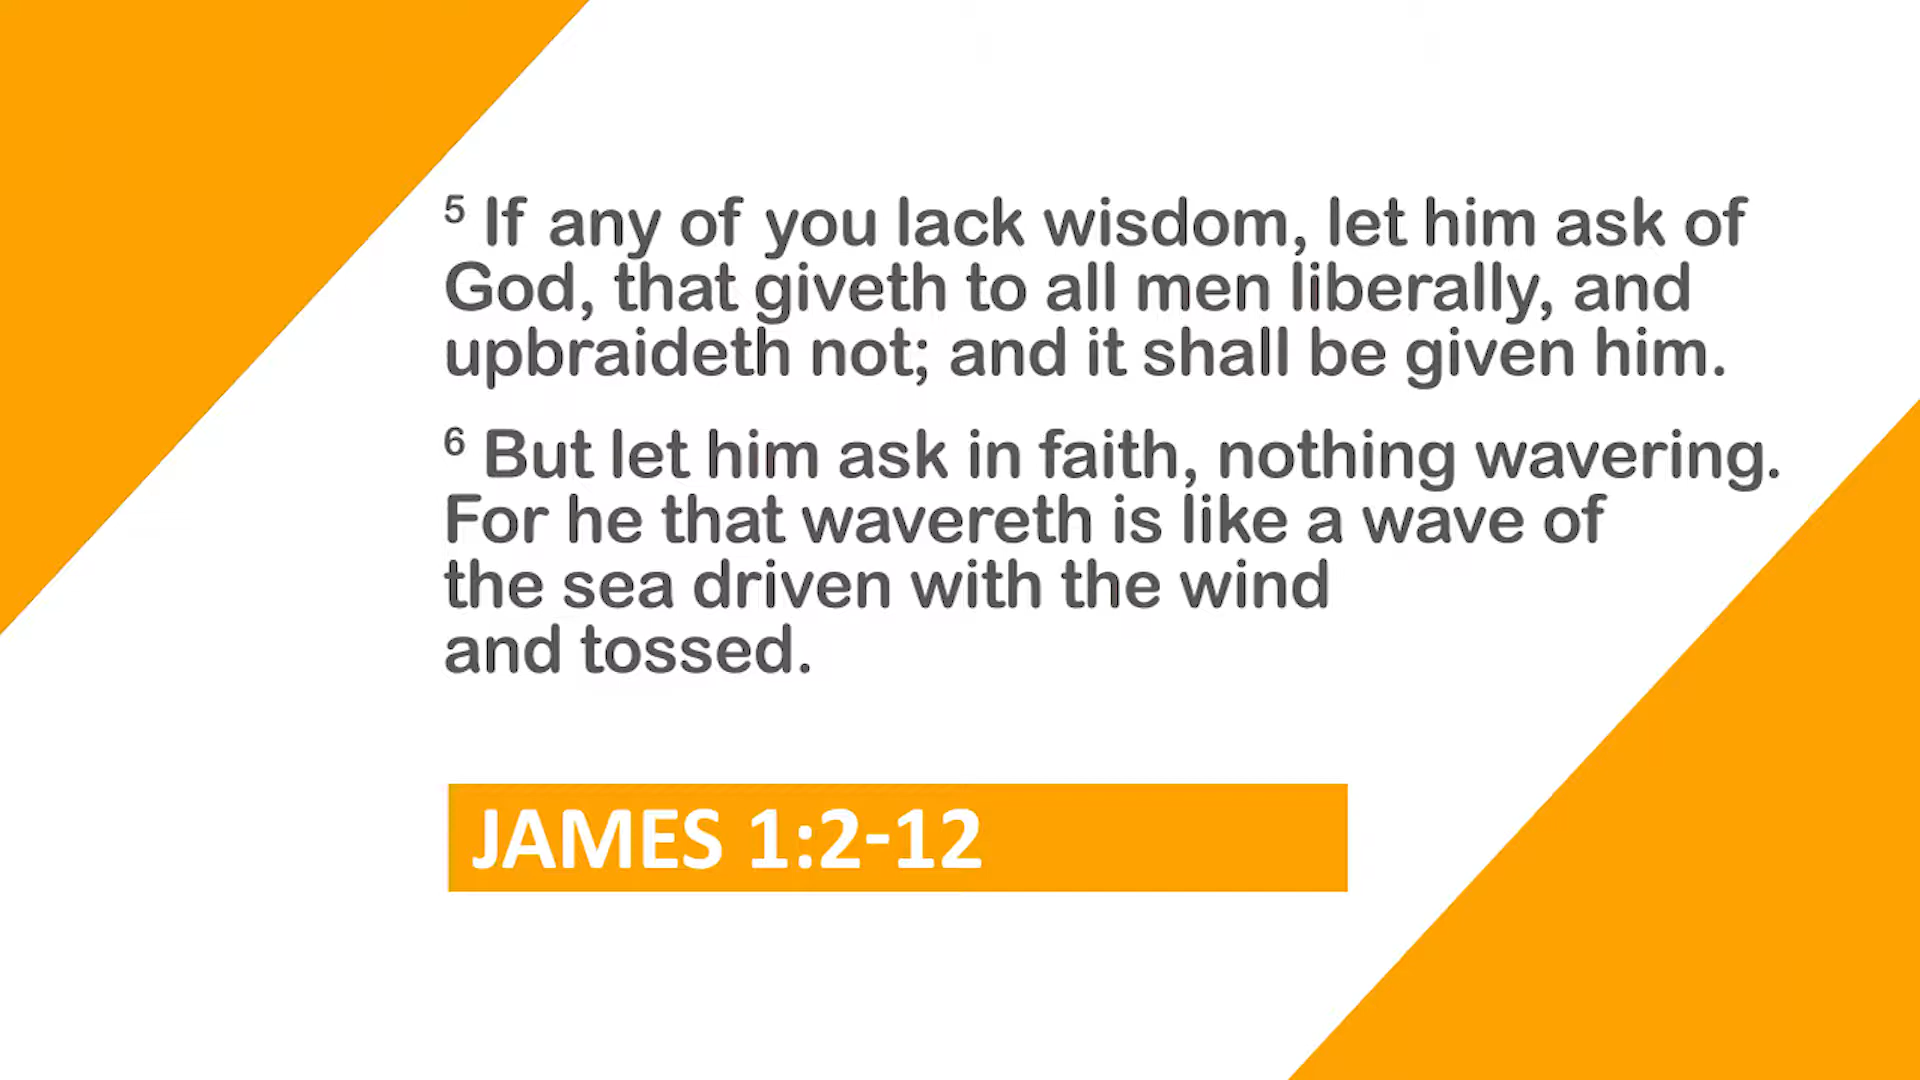 5 If any of you lack wisdom, let him ask of
God, that giveth to all men liberally, and
upbraideth not; and it shall be given him.
6 But let him ask in faith, nothing wavering.
For he that wavereth is like a wave of
the sea driven with the wind
and tossed.
JAMES 1:2-12